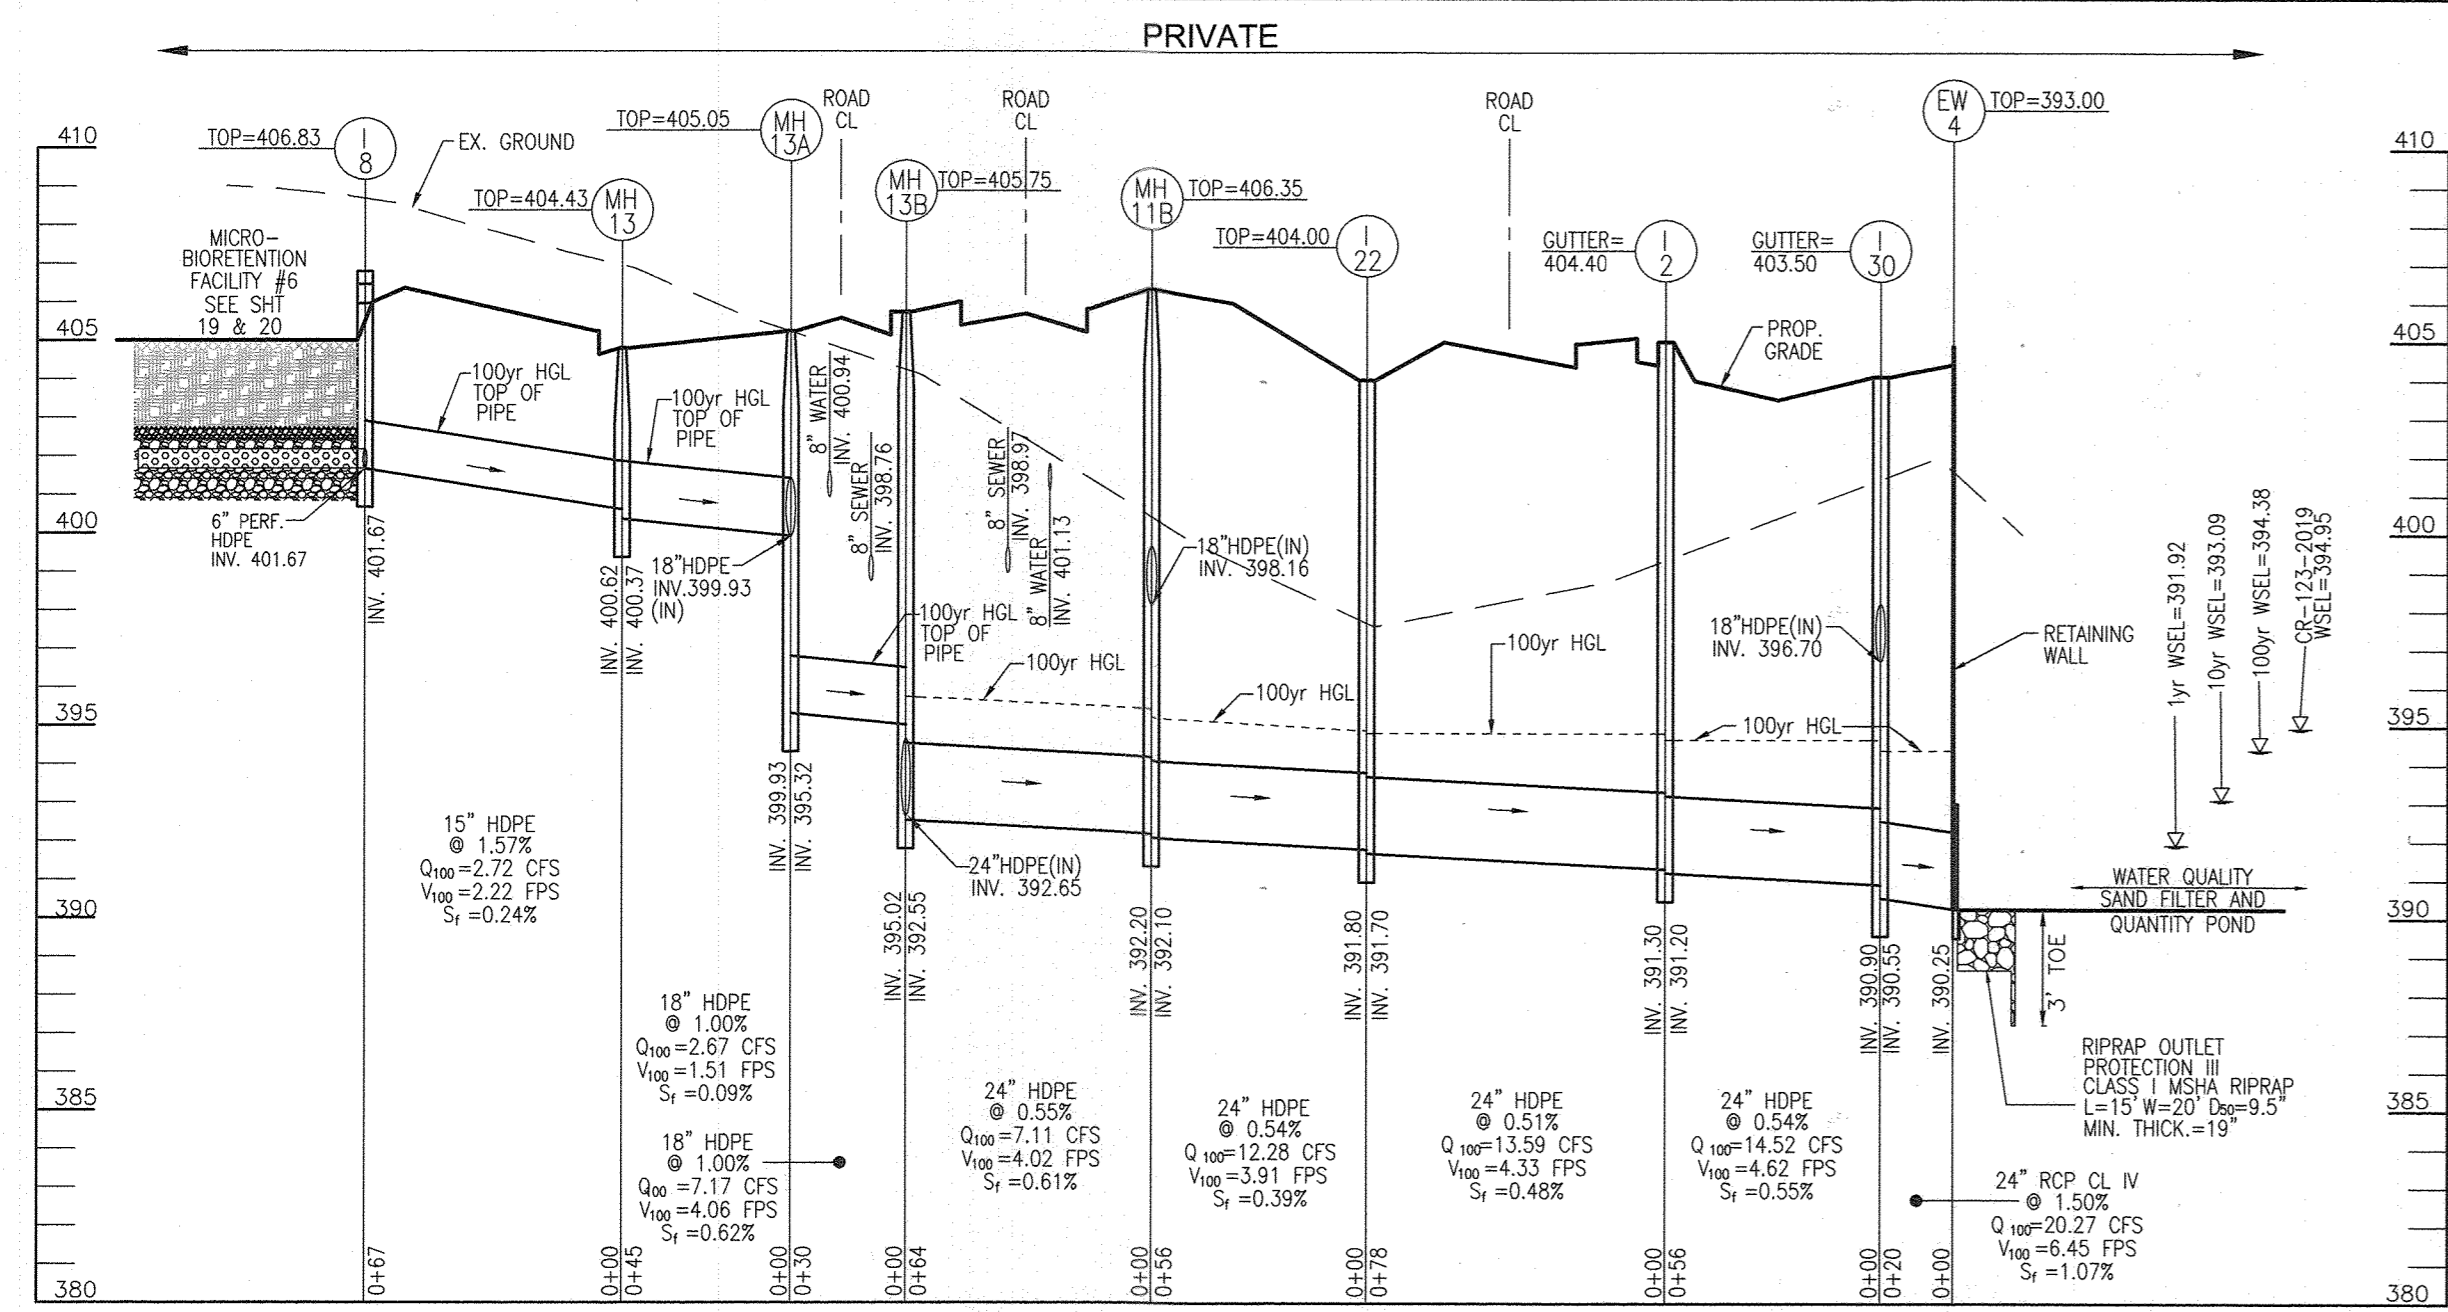 PRIVATE
ROAD
CL
ROAD
CL
ROAD
CL
TOP=406.83
I
8
EX. GROUND
TOP=404.43
MH
13
TOP=405.05
MH
13A
MH
13B
TOP=405.75
MH
11B
TOP=406.35
TOP=404.00
I
22
GUTTER=
404.40
I
2
GUTTER=
403.50
I
30
EW
4
TOP=393.00
410
405
400
395
390
385
380
410
405
400
395
390
385
380
MICRO-
BIORETENTION
FACILITY #6
SEE SHT
19 & 20
6" PERF.
HDPE
INV. 401.67
100yr HGL
TOP OF
PIPE
100yr HGL
TOP OF
PIPE
18"HDPE
INV.399.93
(IN)
8" WATER
INV. 400.94
8" SEWER
INV. 398.76
8" SEWER
INV. 398.97
8" WATER
INV. 401.13
100yr HGL
TOP OF
PIPE
100yr HGL
18"HDPE(IN)
INV. 398.16
100yr HGL
100yr HGL
PROP.
GRADE
18"HDPE(IN)
INV. 396.70
100yr HGL
RETAINING
WALL
1yr WSEL=391.92
10yr WSEL=393.09
100yr WSEL=394.38
CR-123-2019
WSEL=394.95
24"HDPE(IN)
INV. 392.65
WATER QUALITY
SAND FILTER AND
QUANTITY POND
3' TOE
RIPRAP OUTLET
PROTECTION III
CLASS I MSHA RIPRAP
L=15' W=20' D50=9.5"
MIN. THICK.=19"
INV. 401.67
INV. 400.62
INV. 400.37
INV. 399.93
INV. 395.32
INV. 395.02
INV. 392.55
INV. 392.20
INV. 392.10
INV. 391.80
INV. 391.70
INV. 391.30
INV. 391.20
INV. 390.90
INV. 390.55
INV. 390.25
15" HDPE
@ 1.57%
Q100=2.72 CFS
V100=2.22 FPS
Sf =0.24%
18" HDPE
@ 1.00%
Q100=2.67 CFS
V100=1.51 FPS
Sf =0.09%
18" HDPE
@ 1.00%
Q00 =7.17 CFS
V100=4.06 FPS
Sf =0.62%
24" HDPE
@ 0.55%
Q100=7.11 CFS
V100=4.02 FPS
Sf =0.61%
24" HDPE
@ 0.54%
Q 100=12.28 CFS
V100=3.91 FPS
Sf =0.39%
24" HDPE
@ 0.51%
Q 100=13.59 CFS
V100=4.33 FPS
Sf =0.48%
24" HDPE
@ 0.54%
Q 100=14.52 CFS
V100=4.62 FPS
Sf =0.55%
24" RCP CL IV
@ 1.50%
Q 100=20.27 CFS
V100=6.45 FPS
Sf =1.07%
0+67
0+00
0+45
0+00
0+30
0+00
0+64
0+00
0+56
0+00
0+78
0+00
0+56
0+00
0+20
0+00